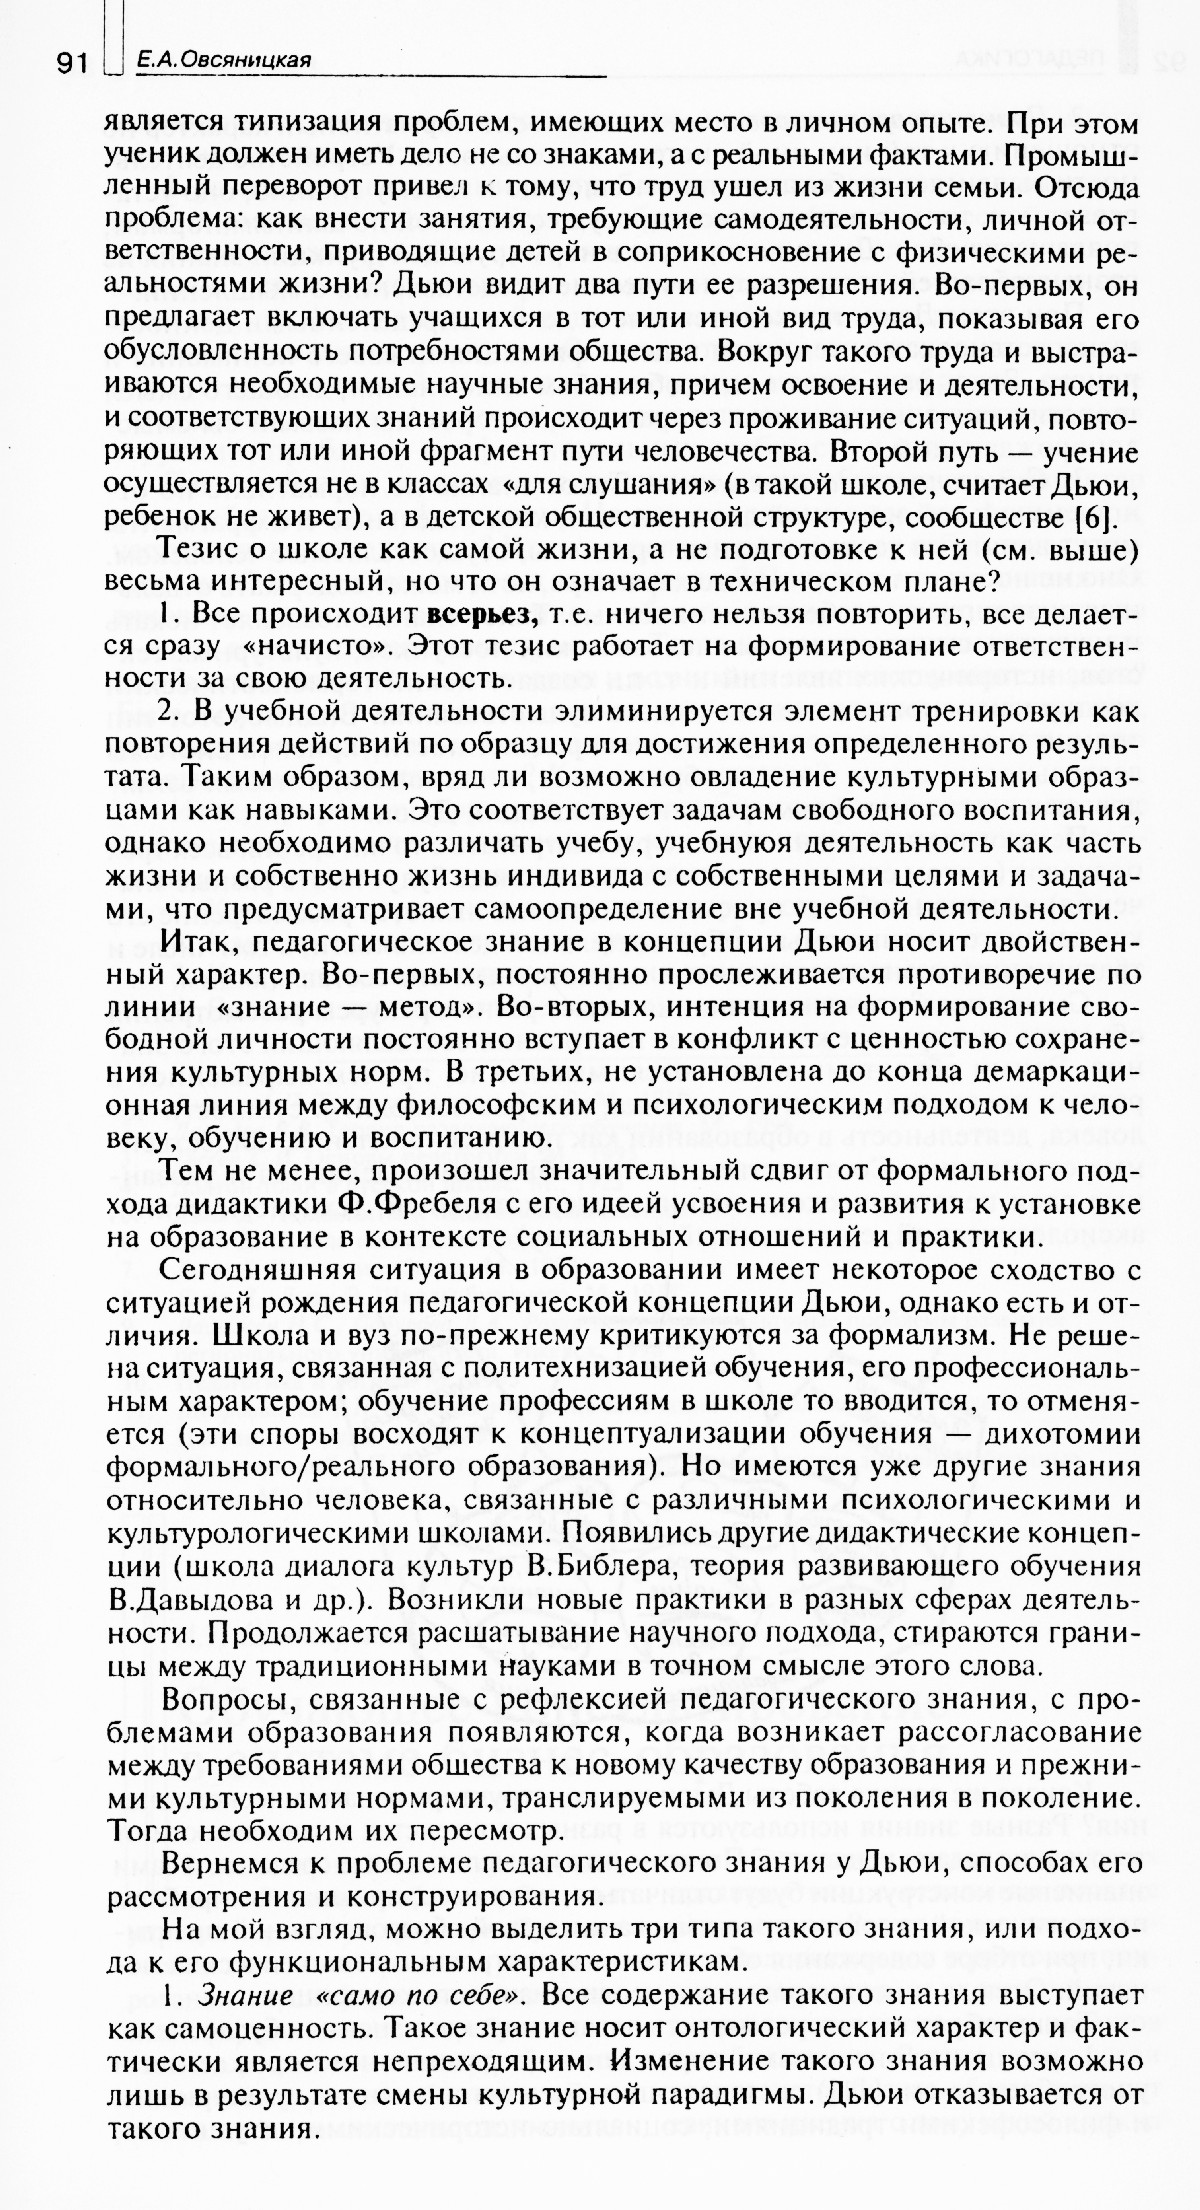 91
Е.А.Овсяницкая
является типизация проблем, имеющих место в личном опыте. При этом
ученик должен иметь дело не со знаками, а с реальными фактами. Промыш-
ленный переворот привел к тому, что труд ушел из жизни семьи. Отсюда
проблема: как внести занятия, требующие самодеятельности, личной от-
ветственности, приводящие детей в соприкосновение с физическими ре-
альностями жизни? Дьюи видит два пути ее разрешения. Во-первых, он
предлагает включать учащихся в тот или иной вид труда, показывая его
обусловленность потребностями общества. Вокруг такого труда и выстра-
иваются необходимые научные знания, причем освоение и деятельности,
и соответствующих знаний происходит через проживание ситуаций, повто-
ряющих тот или иной фрагмент пути человечества. Второй путь — учение
осуществляется не в классах «для слушания» (в такой школе, считает Дьюи,
ребенок не живет), а в детской общественной структуре, сообществе [6].
Тезис о школе как самой жизни, а не подготовке к ней (см. выше)
весьма интересный, но что он означает в техническом плане?
1. Все происходит всерьез, т.е. ничего нельзя повторить, все делает-
ся сразу «начисто». Этот тезис работает на формирование ответствен-
ности за свою деятельность.
2. В учебной деятельности элиминируется элемент тренировки как
повторения действий по образцу для достижения определенного резуль-
тата. Таким образом, вряд ли возможно овладение культурными образ-
цами как навыками. Это соответствует задачам свободного воспитания,
однако необходимо различать учебу, учебнуюя деятельность как часть
жизни и собственно жизнь индивида с собственными целями и задача-
ми, что предусматривает самоопределение вне учебной деятельности.
Итак, педагогическое знание в концепции Дьюи носит двойствен-
ный характер. Во-первых, постоянно прослеживается противоречие по
линии «знание — метод». Во-вторых, интенция на формирование сво-
бодной личности постоянно вступает в конфликт с ценностью сохране-
ния культурных норм. В третьих, не установлена до конца демаркаци-
онная линия между философским и психологическим подходом к чело-
веку, обучению и воспитанию.
Тем не менее, произошел значительный сдвиг от формального под-
хода дидактики Ф.Фребеля с его идеей усвоения и развития к установке
на образование в контексте социальных отношений и практики.
Сегодняшняя ситуация в образовании имеет некоторое сходство с
ситуацией рождения педагогической концепции Дьюи, однако есть и от-
личия. Школа и вуз по-прежнему критикуются за формализм. Не реше-
на ситуация, связанная с политехнизацией обучения, его профессиональ-
ным характером; обучение профессиям в школе то вводится, то отменя-
ется (эти споры восходят к концептуализации обучения — дихотомии
формального/реального образования). Но имеются уже другие знания
относительно человека, связанные с различными психологическими и
культурологическими школами. Появились другие дидактические концеп-
ции (школа диалога культур В.Библера, теория развивающего обучения
В.Давыдова и др.). Возникли новые практики в разных сферах деятель-
ности. Продолжается расшатывание научного подхода, стираются грани-
цы между традиционными науками в точном смысле этого слова.
Вопросы, связанные с рефлексией педагогического знания, с про-
блемами образования появляются, когда возникает рассогласование
между требованиями общества к новому качеству образования и прежни-
ми культурными нормами, транслируемыми из поколения в поколение.
Тогда необходим их пересмотр.
Вернемся к проблеме педагогического знания у Дьюи, способах его
рассмотрения и конструирования.
На мой взгляд, можно выделить три типа такого знания, или подхо-
да к его функциональным характеристикам.
1. Знание «само по себе». Все содержание такого знания выступает
как самоценность. Такое знание носит онтологический характер и фак-
тически является непреходящим. Изменение такого знания возможно
лишь в результате смены культурной парадигмы. Дьюи отказывается от
такого знания.